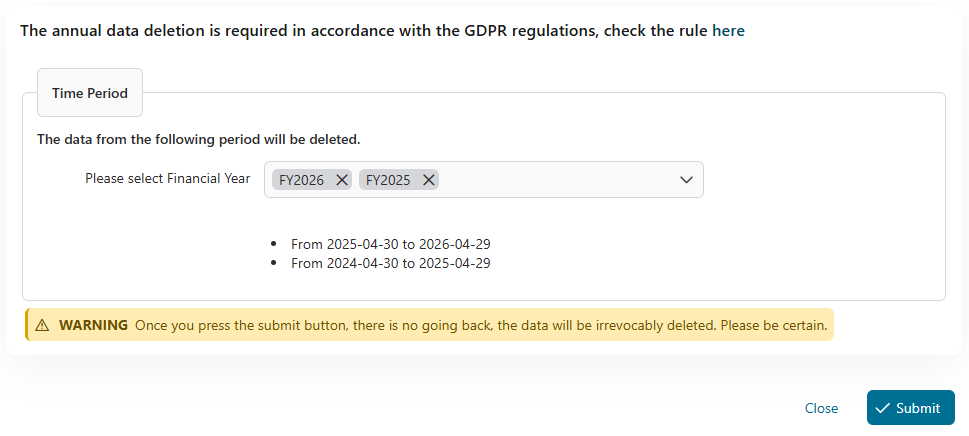 The annual data deletion is required in accordance with the GDPR regulations, check the rule here
Time Period
The data from the following period will be deleted.
Please select Financial Year FY2026 FY2025
From 2025-04-30 to 2026-04-29
From 2024-04-30 to 2025-04-29
WARNING Once you press the submit button, there is no going back, the data will be irrevocably deleted. Please be certain.
Close Submit